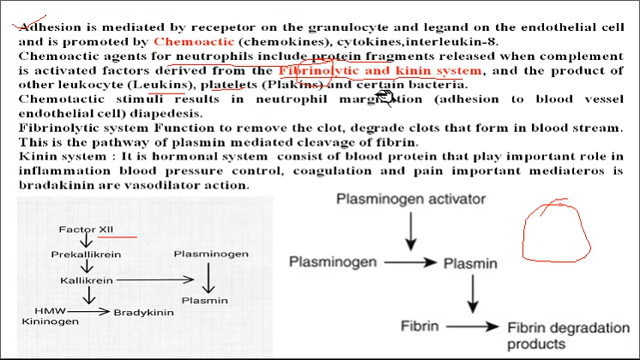 Adhesion is mediated by recepetor on the granulocyte and legand on the endothelial cell
and is promoted by Chemoactic (chemokines), cytokines,interleukin-8.
Chemoactic agents for neutrophils include protein fragments released when complement
is activated factors derived from the Fibrinolytic and kinin system, and the product of
other leukocyte (Leukins), platelets (Plakins) and certain bacteria.
Chemotactic stimuli results in neutrophil margination (adhesion to blood vessel
endothelial cell) diapedesis.
Fibrinolytic system Function to remove the clot, degrade clots that form in blood stream.
This is the pathway of plasmin mediated cleavage of fibrin.
Kinin system : It is hormonal system consist of blood protein that play important role in
inflammation blood pressure control, coagulation and pain important mediateros is
bradakinin are vasodilator action.
Factor XII
Prekallikrein
Kallikrein
HMW
Kininogen
Bradykinin
Plasminogen
Plasmin
Plasminogen activator
Plasminogen
Plasmin
Fibrin
Fibrin degradation
products